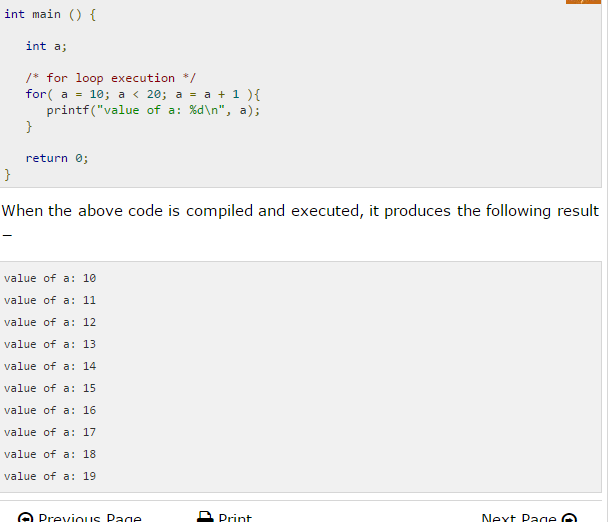 int main () {
int a;
/* for loop execution */
for( a = 10; a < 20; a = a + 1 ){
printf("value of a: %d\n", a);
}
return 0;
}
When the above code is compiled and executed, it produces the following result
–
value of a: 10
value of a: 11
value of a: 12
value of a: 13
value of a: 14
value of a: 15
value of a: 16
value of a: 17
value of a: 18
value of a: 19
Previous Page Print Next Page